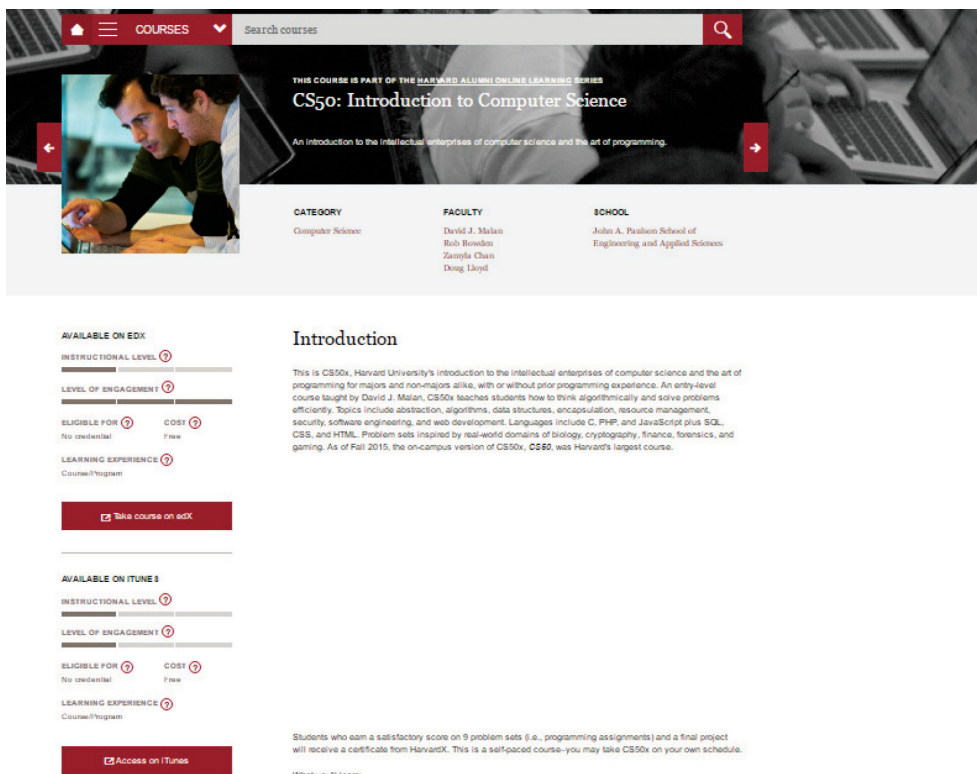 COURSES
Search courses
THIS COURSE IS PART OF THE HARVARD ALUMNI ONLINE LEARNING SERIES
CS50: Introduction to Computer Science
An introduction to the intellectual enterprises of computer science and the art of programming.
CATEGORY
Computer Science
FACULTY
David J. Malan
Rob Bowden
Zamyla Chan
Doug Lloyd
SCHOOL
John A. Paulson School of
Engineering and Applied Sciences
AVAILABLE ON EDX
INSTRUCTIONAL LEVEL ?
LEVEL OF ENGAGEMENT ?
ELIGIBLE FOR ? COST ?
No credential Free
LEARNING EXPERIENCE ?
Course/Program
Take course on edX
AVAILABLE ON ITUNES
INSTRUCTIONAL LEVEL ?
LEVEL OF ENGAGEMENT ?
ELIGIBLE FOR ? COST ?
No credential Free
LEARNING EXPERIENCE ?
Course/Program
Access on iTunes
Introduction
This is CS50x, Harvard University's introduction to the intellectual enterprises of computer science and the art of
programming for majors and non-majors alike, with or without prior programming experience. An entry-level
course taught by David J. Malan, CS50x teaches students how to think algorithmically and solve problems
efficiently. Topics include abstraction, algorithms, data structures, encapsulation, resource management,
security, software engineering, and web development. Languages include C, PHP, and JavaScript plus SQL,
CSS, and HTML. Problem sets inspired by real-world domains of biology, cryptography, finance, forensics, and
gaming. As of Fall 2015, the on-campus version of CS50x, CS50, was Harvard's largest course.
Students who earn a satisfactory score on 9 problem sets (i.e., programming assignments) and a final project
will receive a certificate from HarvardX. This is a self-paced course–you may take CS50x on your own schedule.